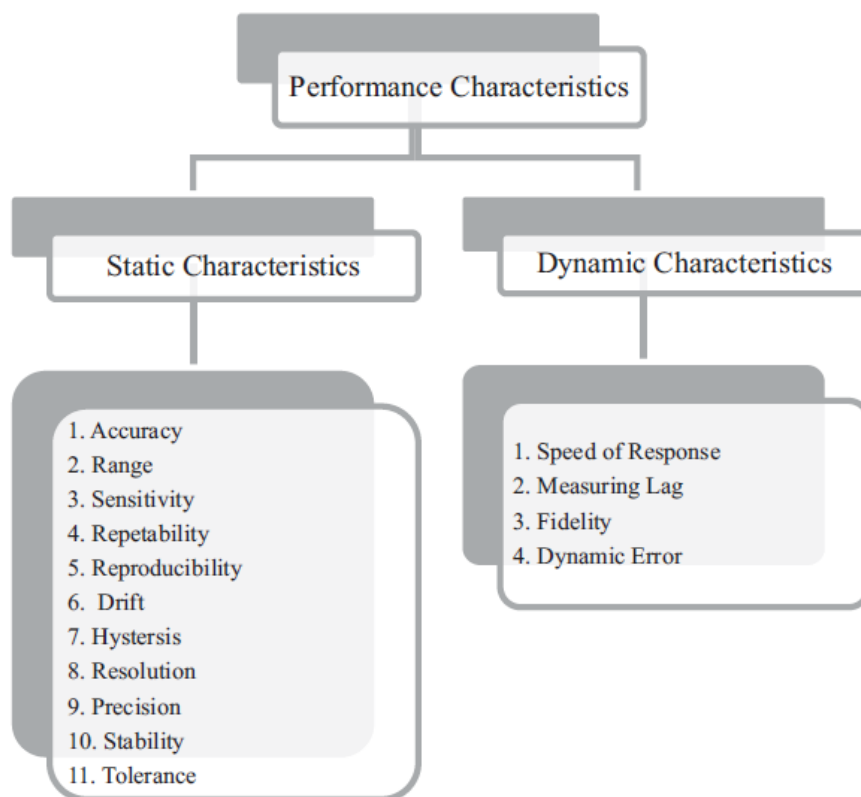 Performance Characteristics
Static Characteristics
Dynamic Characteristics
1. Accuracy
2. Range
3. Sensitivity
4. Repetability
5. Reproducibility
6. Drift
7. Hystersis
8. Resolution
9. Precision
10. Stability
11. Tolerance
1. Speed of Response
2. Measuring Lag
3. Fidelity
4. Dynamic Error